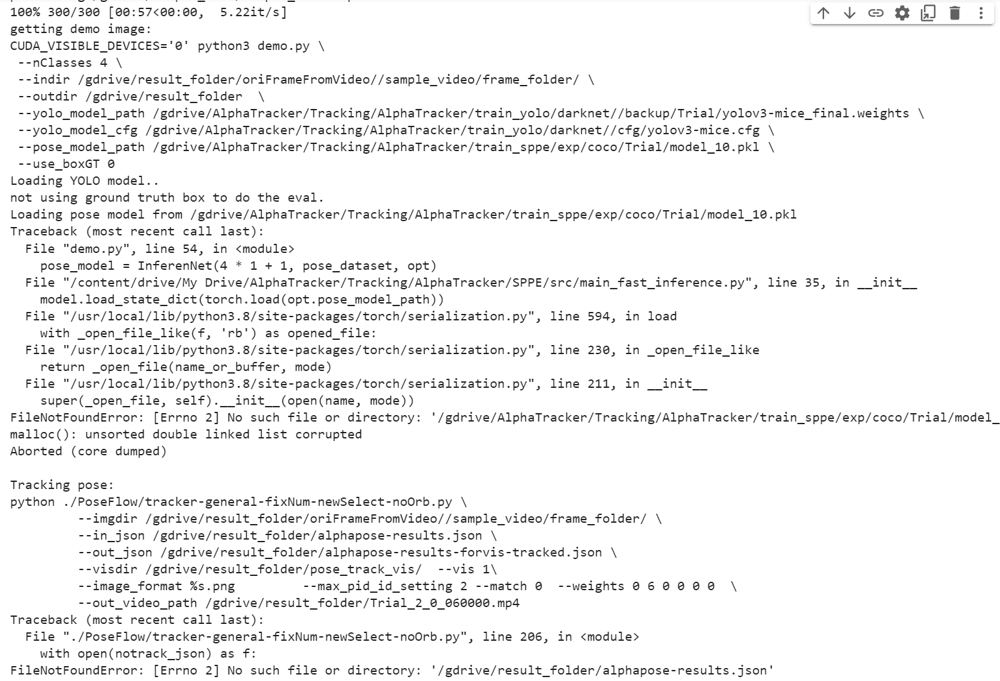 100% 300/300 [00:57<00:00,  5.22it/s]
getting demo image:
CUDA_VISIBLE_DEVICES='0' python3 demo.py \
 --nClasses 4 \
 --indir /gdrive/result_folder/oriFrameFromVideo//sample_video/frame_folder/ \
 --outdir /gdrive/result_folder  \
 --yolo_model_path /gdrive/AlphaTracker/Tracking/AlphaTracker/train_yolo/darknet//backup/Trial/yolov3-mice_final.weights \
 --yolo_model_cfg /gdrive/AlphaTracker/Tracking/AlphaTracker/train_yolo/darknet//cfg/yolov3-mice.cfg \
 --pose_model_path /gdrive/AlphaTracker/Tracking/AlphaTracker/train_sppe/exp/coco/Trial/model_10.pkl \
 --use_boxGT 0
Loading YOLO model..
not using ground truth box to do the eval.
Loading pose model from /gdrive/AlphaTracker/Tracking/AlphaTracker/train_sppe/exp/coco/Trial/model_10.pkl
Traceback (most recent call last):
  File "demo.py", line 54, in <module>
    pose_model = InferenNet(4 * 1 + 1, pose_dataset, opt)
  File "/content/drive/My Drive/AlphaTracker/Tracking/AlphaTracker/SPPE/src/main_fast_inference.py", line 35, in __init__
    model.load_state_dict(torch.load(opt.pose_model_path))
  File "/usr/local/lib/python3.8/site-packages/torch/serialization.py", line 594, in load
    with _open_file_like(f, 'rb') as opened_file:
  File "/usr/local/lib/python3.8/site-packages/torch/serialization.py", line 230, in _open_file_like
    return _open_file(name_or_buffer, mode)
  File "/usr/local/lib/python3.8/site-packages/torch/serialization.py", line 211, in __init__
    super(_open_file, self).__init__(open(name, mode))
FileNotFoundError: [Errno 2] No such file or directory: '/gdrive/AlphaTracker/Tracking/AlphaTracker/train_sppe/exp/coco/Trial/model_
malloc(): unsorted double linked list corrupted
Aborted (core dumped)
Tracking pose:
python ./PoseFlow/tracker-general-fixNum-newSelect-noOrb.py \
         --imgdir /gdrive/result_folder/oriFrameFromVideo//sample_video/frame_folder/ \
         --in_json /gdrive/result_folder/alphapose-results.json \
         --out_json /gdrive/result_folder/alphapose-results-forvis-tracked.json \
         --visdir /gdrive/result_folder/pose_track_vis/  --vis 1\
         --image_format %s.png         --max_pid_id_setting 2 --match 0  --weights 0 6 0 0 0 0  \
         --out_video_path /gdrive/result_folder/Trial_2_0_060000.mp4
Traceback (most recent call last):
  File "./PoseFlow/tracker-general-fixNum-newSelect-noOrb.py", line 206, in <module>
    with open(notrack_json) as f:
FileNotFoundError: [Errno 2] No such file or directory: '/gdrive/result_folder/alphapose-results.json'